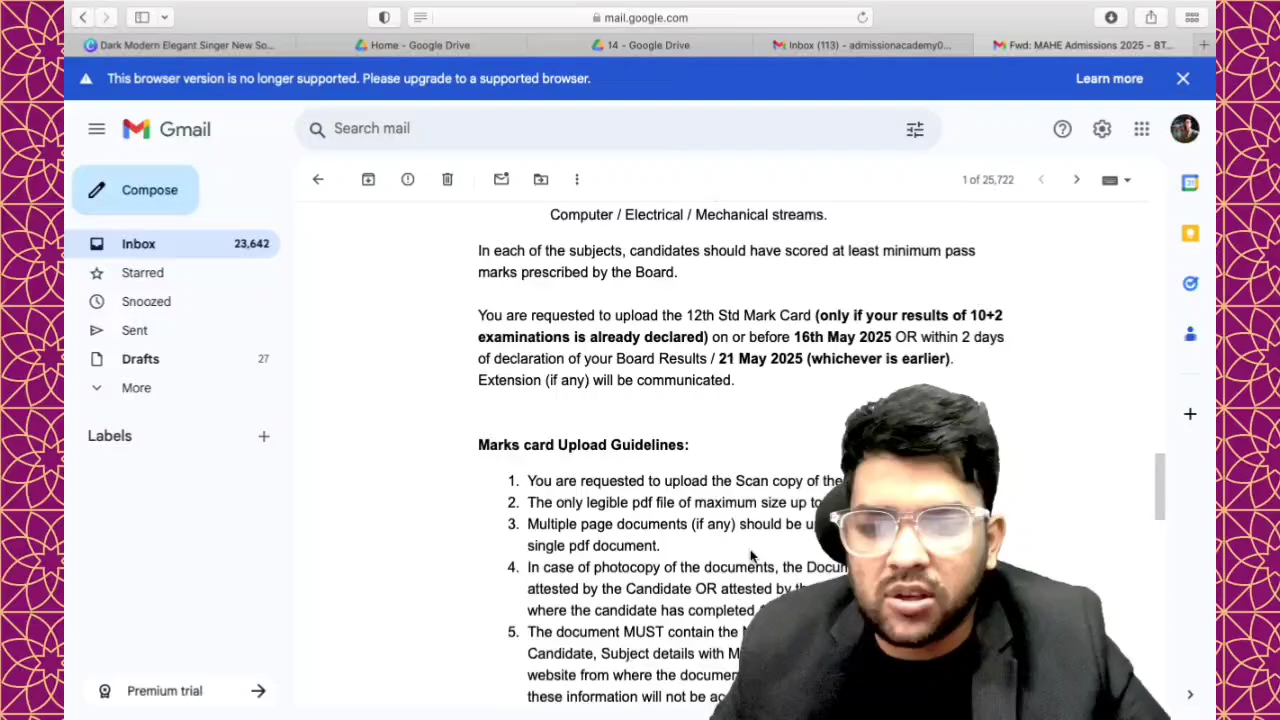 mail.google.com
Dark Modern Elegant Singer New So...
Home - Google Drive
14 - Google Drive
Inbox (113) - admissionacademy0...
Fwd: MAHE Admissions 2025 - BT...
This browser version is no longer supported. Please upgrade to a supported browser.
Learn more
Gmail
Search mail
Compose
1 of 25,722
Inbox 23,642
Starred
Snoozed
Sent
Drafts 27
More
Labels
Premium trial
Computer / Electrical / Mechanical streams.
In each of the subjects, candidates should have scored at least minimum pass
marks prescribed by the Board.
You are requested to upload the 12th Std Mark Card (only if your results of 10+2
examinations is already declared) on or before 16th May 2025 OR within 2 days
of declaration of your Board Results / 21 May 2025 (whichever is earlier).
Extension (if any) will be communicated.
Marks card Upload Guidelines:
1. You are requested to upload the Scan copy of the
2. The only legible pdf file of maximum size up to
3. Multiple page documents (if any) should be
single pdf document.
4. In case of photocopy of the documents, the
attested by the Candidate OR attested by
where the candidate has completed
5. The document MUST contain the
Candidate, Subject details with
website from where the
these information will not be